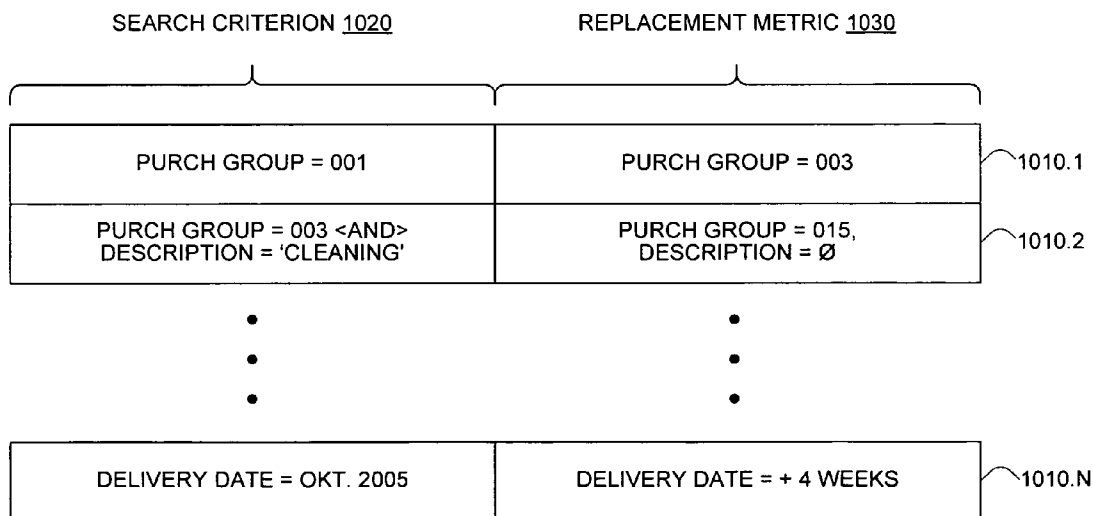 SEARCH CRITERION 1020
REPLACEMENT METRIC 1030
PURCH GROUP = 001
PURCH GROUP = 003
1010.1
PURCH GROUP = 003 <AND>
DESCRIPTION = 'CLEANING'
PURCH GROUP = 015,
DESCRIPTION = Ø
1010.2
DELIVERY DATE = OKT. 2005
DELIVERY DATE = + 4 WEEKS
1010.N